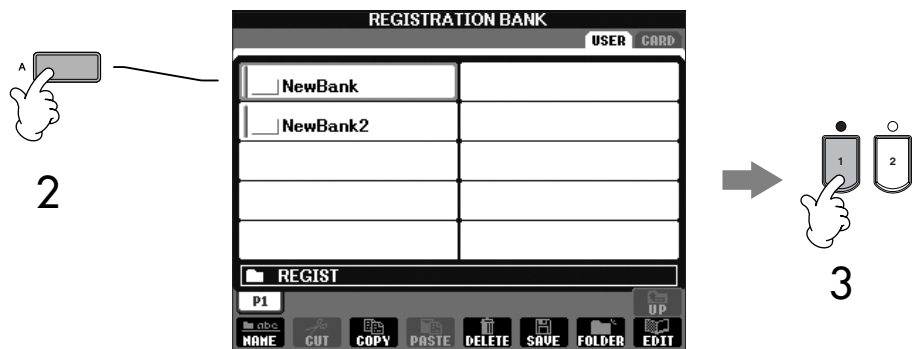 REGISTRATION BANK
USER CARD
A
NewBank
NewBank2
1 2
2
3
REGIST
P1
UP
abc
NAME CUT COPY PASTE DELETE SAVE FOLDER EDIT